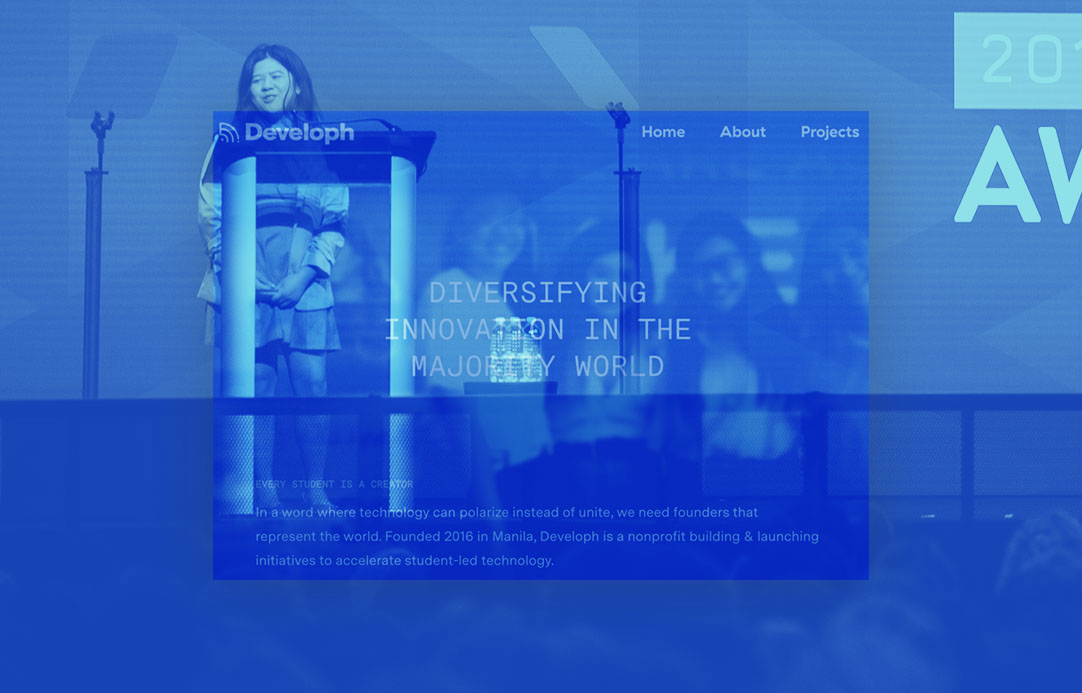 201
AW
Developh
Home
About
Projects
DIVERSIFYING
INNOVATION IN THE
MAJORITY WORLD
EVERY STUDENT IS A CREATOR
In a word where technology can polarize instead of unite, we need founders that
represent the world. Founded 2016 in Manila, Developh is a nonprofit building & launching
initiatives to accelerate student-led technology.